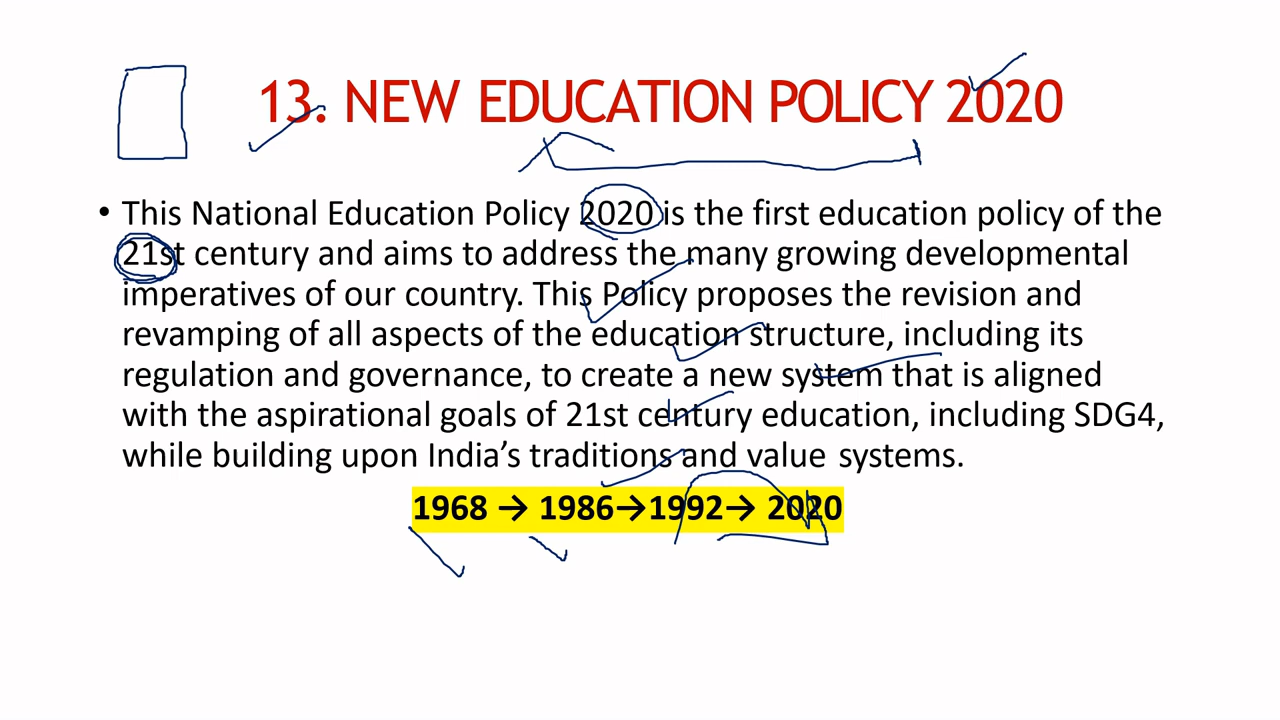 13. NEW EDUCATION POLICY 2020
• This National Education Policy 2020 is the first education policy of the
21st century and aims to address the many growing developmental
imperatives of our country. This Policy proposes the revision and
revamping of all aspects of the education structure, including its
regulation and governance, to create a new system that is aligned
with the aspirational goals of 21st century education, including SDG4,
while building upon India’s traditions and value systems.
1968 → 1986→1992→ 2020